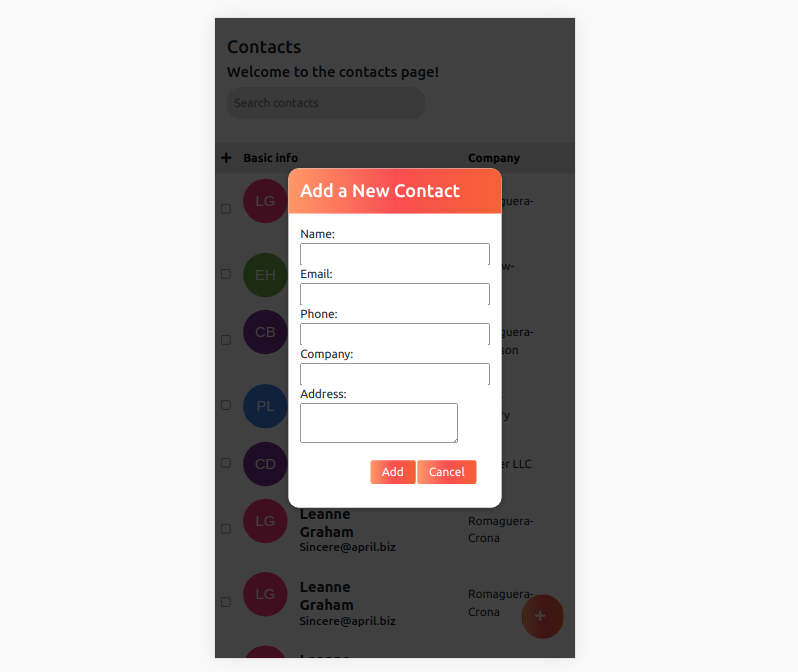 Contacts
Welcome to the contacts page!
Search contacts
+ Basic info Company
Add a New Contact
Name:
Email:
Phone:
Company:
Address:
Add Cancel
LG
EH
CB
PL
CD LLC
LG Leanne Romaguera-
Graham Crona
Sincere@april.biz
LG Leanne Romaguera-
Graham Crona
Sincere@april.biz
+